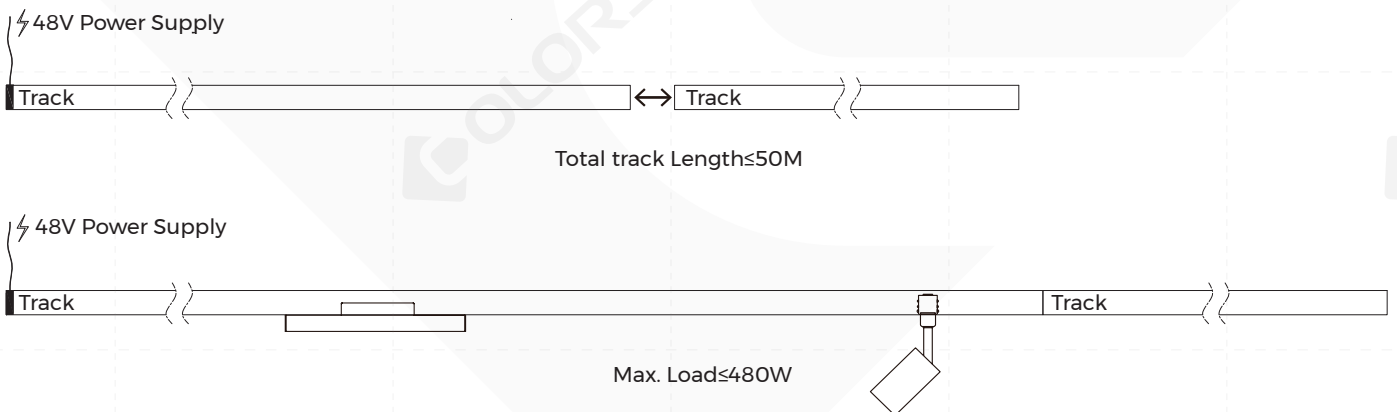 48V Power Supply
Track
Track
Total track Length≤50M
48V Power Supply
Track
Track
Max. Load≤480W